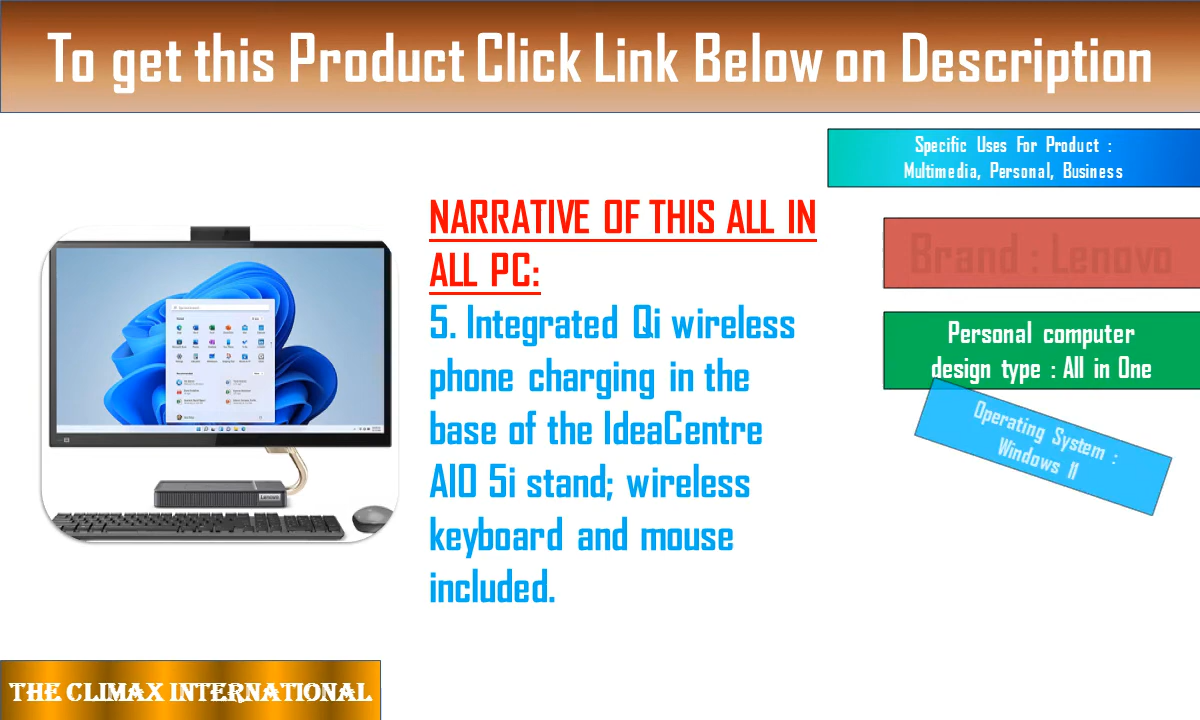 To get this Product Click Link Below on Description
Specific Uses For Product :
Multimedia, Personal, Business
NARRATIVE OF THIS ALL IN
ALL PC:
5. Integrated Qi wireless
phone charging in the
base of the IdeaCentre
AIO 5i stand; wireless
keyboard and mouse
included.
Brand : Lenovo
Personal computer
design type : All in One
Operating System :
Windows 11
Lenovo
THE CLIMAX INTERNATIONAL